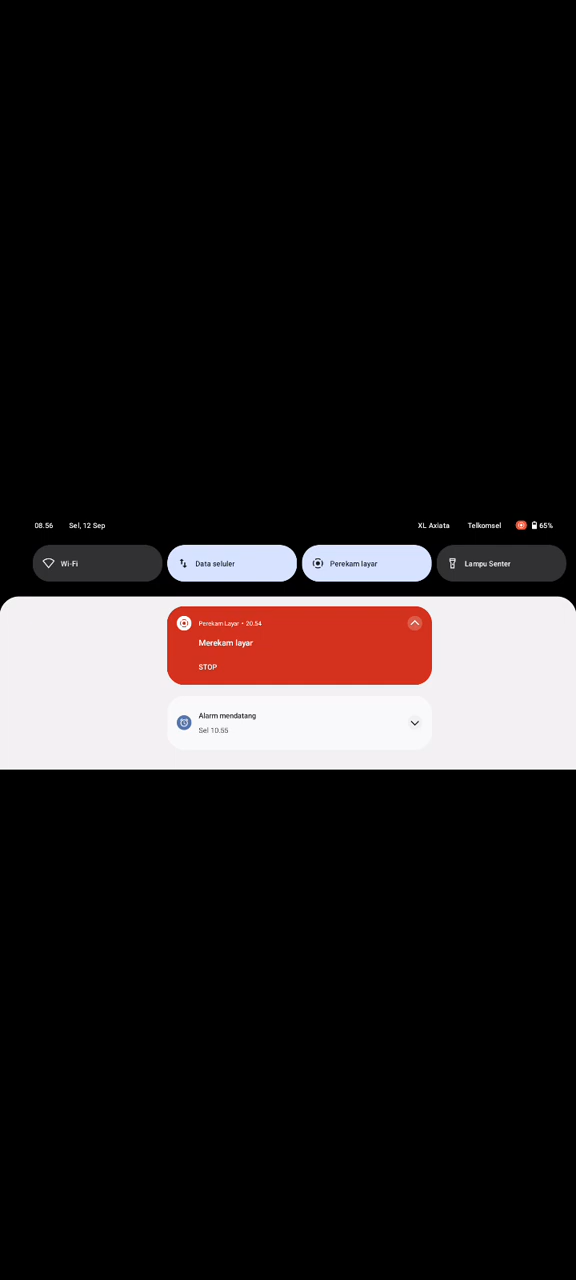 08.56 Sel, 12 Sep XL Axiata Telkomsel 65%
Wi-Fi Data seluler Perekam layar Lampu Senter
Perekam Layar • 20.54
Merekam layar
STOP
Alarm mendatang
Sel 10.55